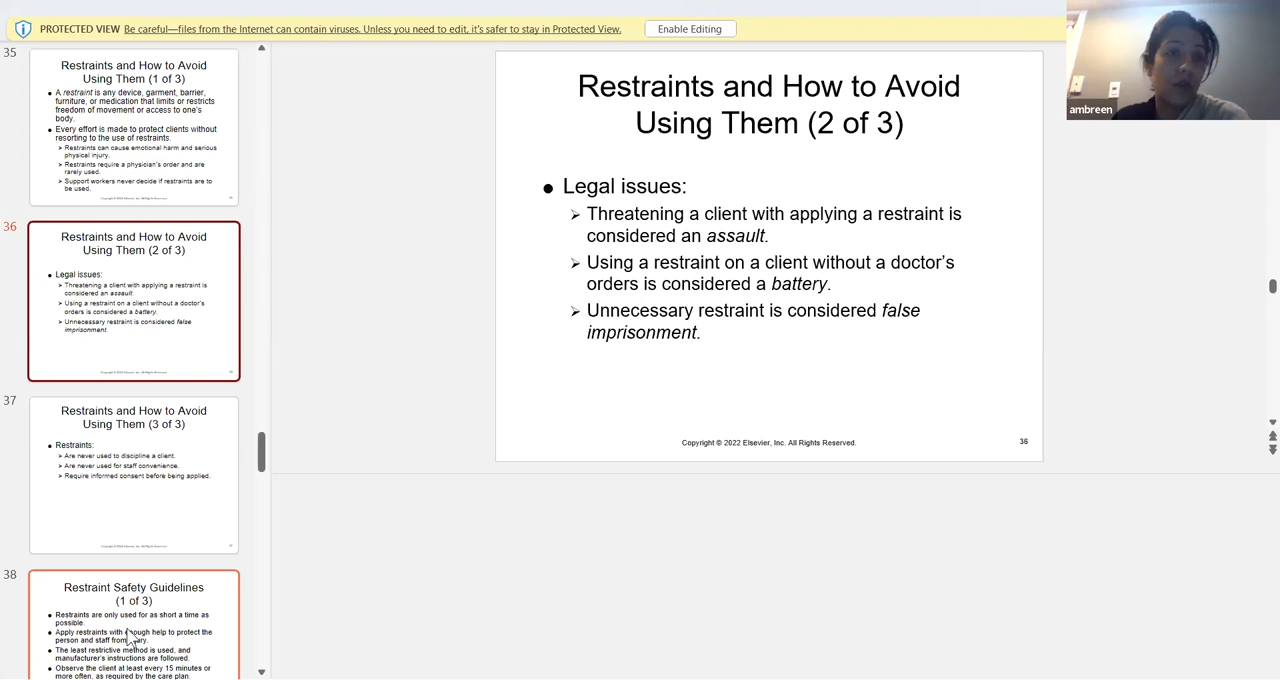 PROTECTED VIEW Be careful—files from the Internet can contain viruses. Unless you need to edit, it's safer to stay in Protected View.
Enable Editing
ambreen
35
Restraints and How to Avoid
Using Them (1 of 3)
• A restraint is any device, garment, barrier,
furniture, or medication that limits or restricts
freedom of movement or access to one's
body.
• Every effort is made to protect clients without
resorting to the use of restraints.
➢ Restraints can cause emotional harm and serious
physical injury.
➢ Restraints require a physician's order and are
rarely used.
➢ Support workers never decide if restraints are to
be used.
36
Restraints and How to Avoid
Using Them (2 of 3)
• Legal issues:
➢ Threatening a client with applying a restraint is
considered an assault.
➢ Using a restraint on a client without a doctor's
orders is considered a battery.
➢ Unnecessary restraint is considered false
imprisonment.
37
Restraints and How to Avoid
Using Them (3 of 3)
• Restraints:
➢ Are never used to discipline a client.
➢ Are never used for staff convenience.
➢ Require informed consent before being applied.
38
Restraint Safety Guidelines
(1 of 3)
• Restraints are only used for as short a time as
possible.
• Apply restraints with enough help to protect the
person and staff from
• The least restrictive method is used, and
manufacturer's instructions are followed.
• Observe the client at least every 15 minutes or
more often, as required by the care plan.
Restraints and How to Avoid
Using Them (2 of 3)
• Legal issues:
➢ Threatening a client with applying a restraint is
considered an assault.
➢ Using a restraint on a client without a doctor's
orders is considered a battery.
➢ Unnecessary restraint is considered false
imprisonment.
Copyright © 2022 Elsevier, Inc. All Rights Reserved.
36